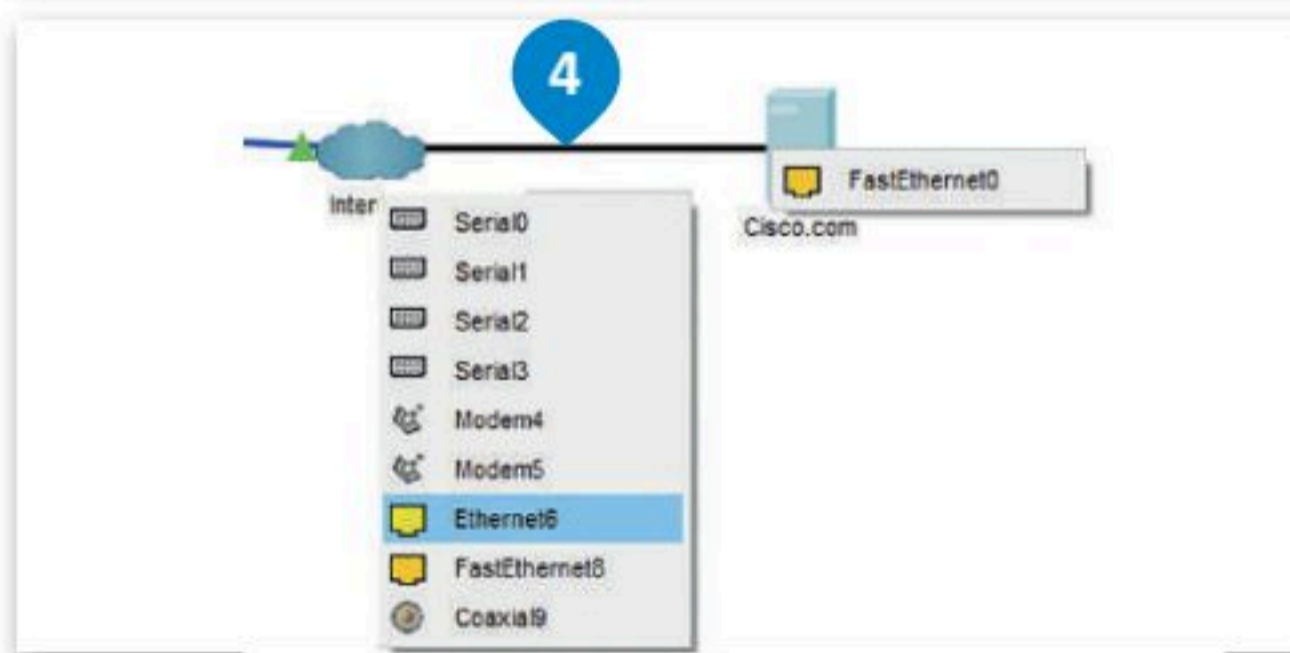 4
FastEthernet0
Inter
Cisco.com
Serial0
Serial1
Serial2
Serial3
Modem4
Modem5
Ethernet6
FastEthernet8
Coaxial9